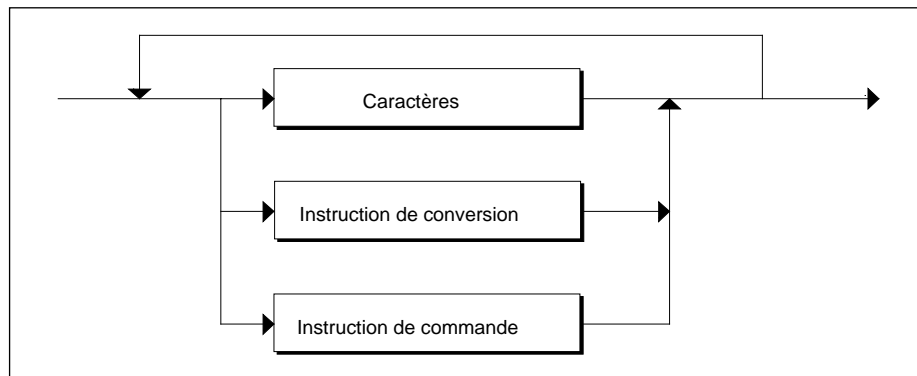 Caractères
Instruction de conversion
Instruction de commande